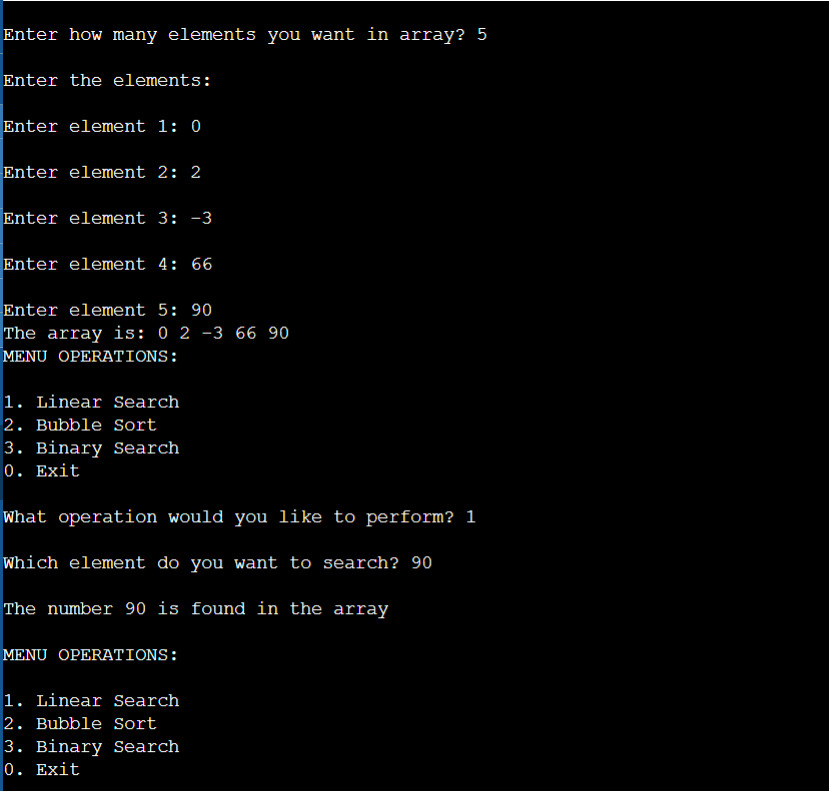 Enter how many elements you want in array? 5
Enter the elements:
Enter element 1: 0
Enter element 2: 2
Enter element 3: -3
Enter element 4: 66
Enter element 5: 90
The array is: 0 2 -3 66 90
MENU OPERATIONS:
1. Linear Search
2. Bubble Sort
3. Binary Search
0. Exit
What operation would you like to perform? 1
Which element do you want to search? 90
The number 90 is found in the array
MENU OPERATIONS:
1. Linear Search
2. Bubble Sort
3. Binary Search
0. Exit